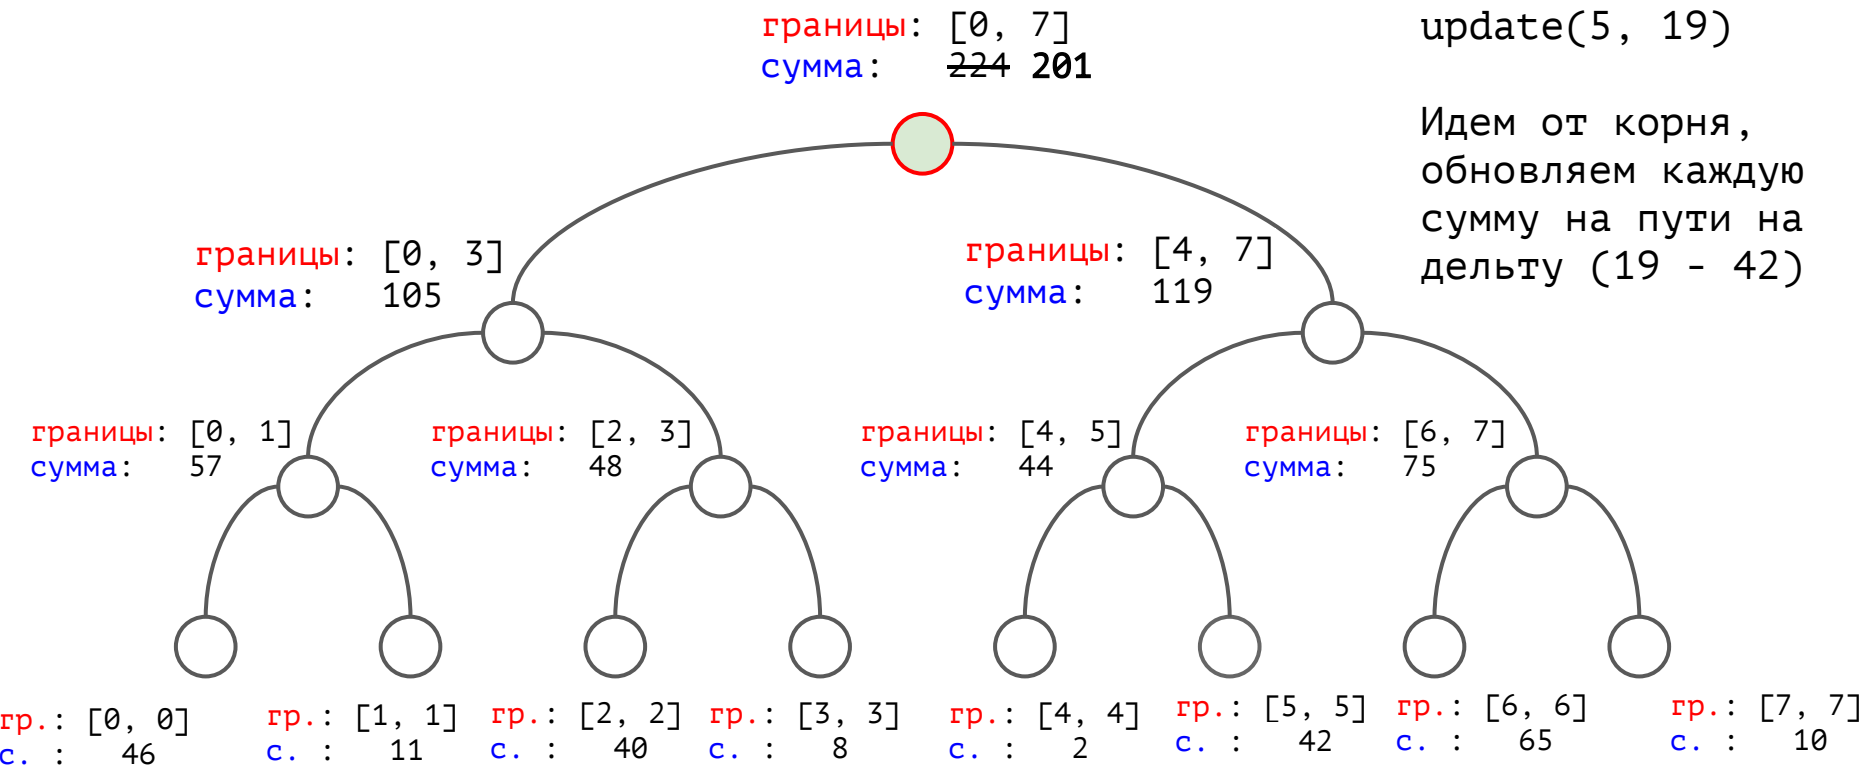 границы: [0, 7]
сумма: 224 201
update(5, 19)
Идем от корня,
обновляем каждую
сумму на пути на
дельту (19 - 42)
границы: [0, 3]
сумма: 105
границы: [4, 7]
сумма: 119
границы: [0, 1]
сумма: 57
границы: [2, 3]
сумма: 48
границы: [4, 5]
сумма: 44
границы: [6, 7]
сумма: 75
гр.: [0, 0]
с. : 46
гр.: [1, 1]
с. : 11
гр.: [2, 2]
с. : 40
гр.: [3, 3]
с. : 8
гр.: [4, 4]
с. : 2
гр.: [5, 5]
с. : 42
гр.: [6, 6]
с. : 65
гр.: [7, 7]
с. : 10